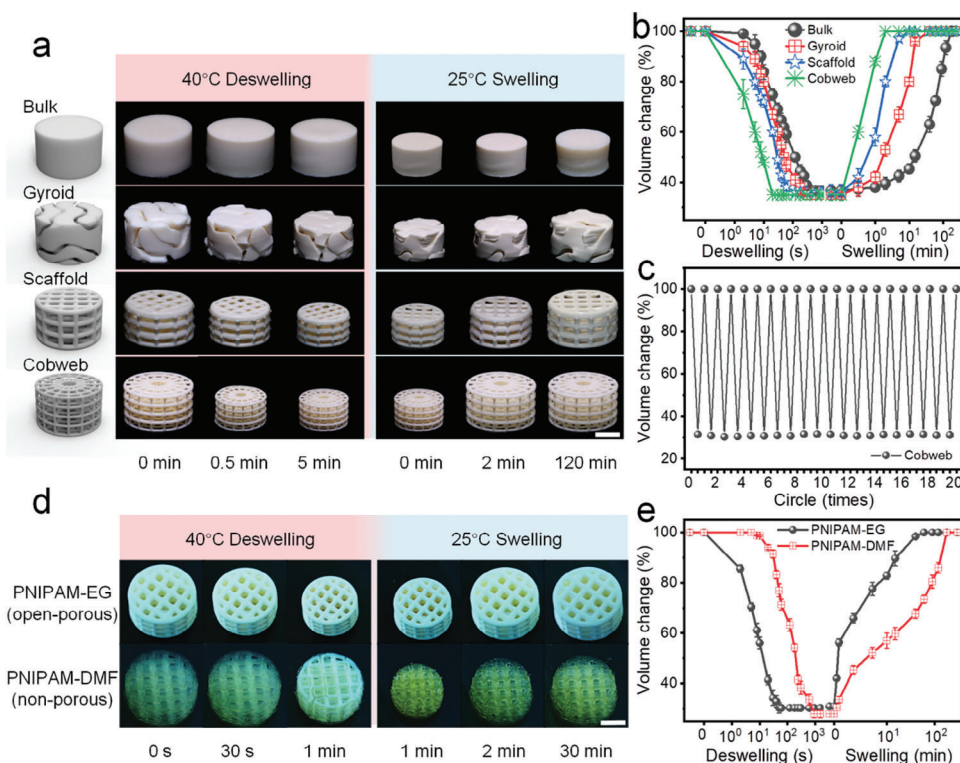 a
40°C Deswelling
25°C Swelling
Bulk
Gyroid
Scaffold
Cobweb
0 min
0.5 min
5 min
0 min
2 min
120 min
b
Volume change (%)
100
80
60
40
Bulk
Gyroid
Scaffold
Cobweb
0 10⁰ 10¹ 10² 10³ 0 10⁰ 10¹ 10²
Deswelling (s)
Swelling (min)
c
Volume change (%)
100
80
60
40
20
Cobweb
0 2 4 6 8 10 12 14 16 18 20
Circle (times)
d
40°C Deswelling
25°C Swelling
PNIPAM-EG
(open-porous)
PNIPAM-DMF
(non-porous)
0 s
30 s
1 min
1 min
2 min
30 min
e
Volume change (%)
100
80
60
40
PNIPAM-EG
PNIPAM-DMF
0 10⁰ 10¹ 10² 10³ 0 10⁰ 10¹ 10²
Deswelling (s)
Swelling (min)